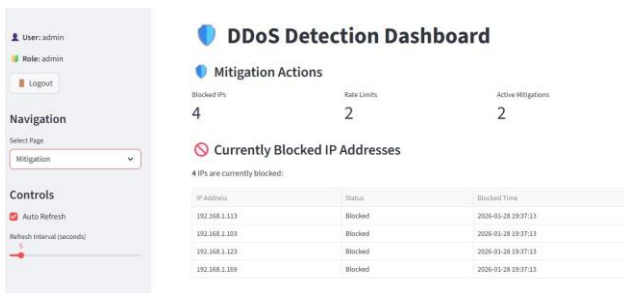 User: admin
Role: admin
Logout
Navigation
Select Page
Mitigation
Controls
Auto Refresh
Refresh Interval (seconds)
5
DDoS Detection Dashboard
Mitigation Actions
Blocked IPs Rate Limits Active Mitigations
4 2 2
Currently Blocked IP Addresses
4 IPs are currently blocked:
IP Address Status Blocked Time
192.168.1.113 Blocked 2026-01-28 19:37:13
192.168.1.103 Blocked 2026-01-28 19:37:13
192.168.1.123 Blocked 2026-01-28 19:37:13
192.168.1.169 Blocked 2026-01-28 19:37:13